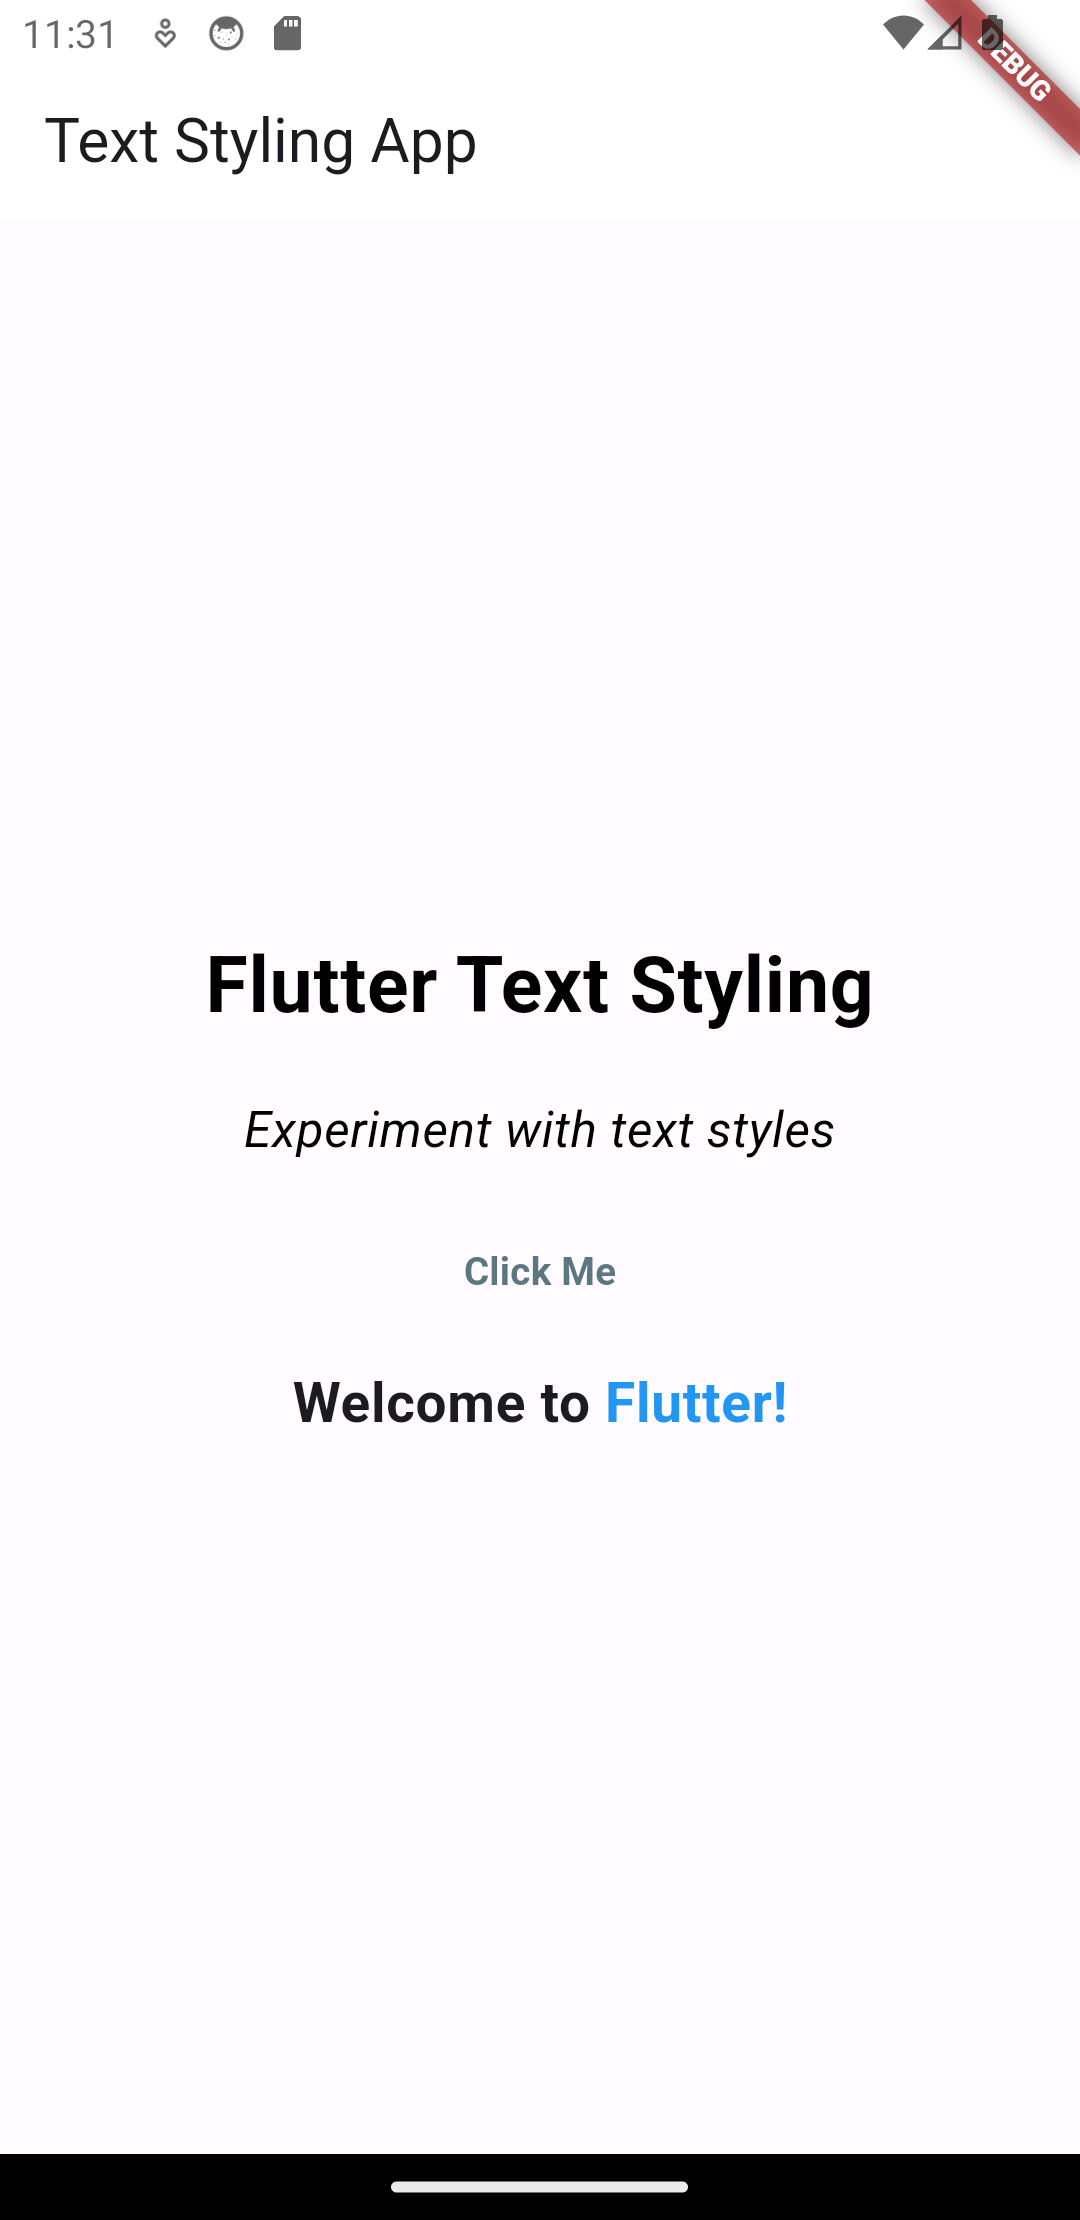 11:31
DEBUG
Text Styling App
Flutter Text Styling
Experiment with text styles
Click Me
Welcome to Flutter!